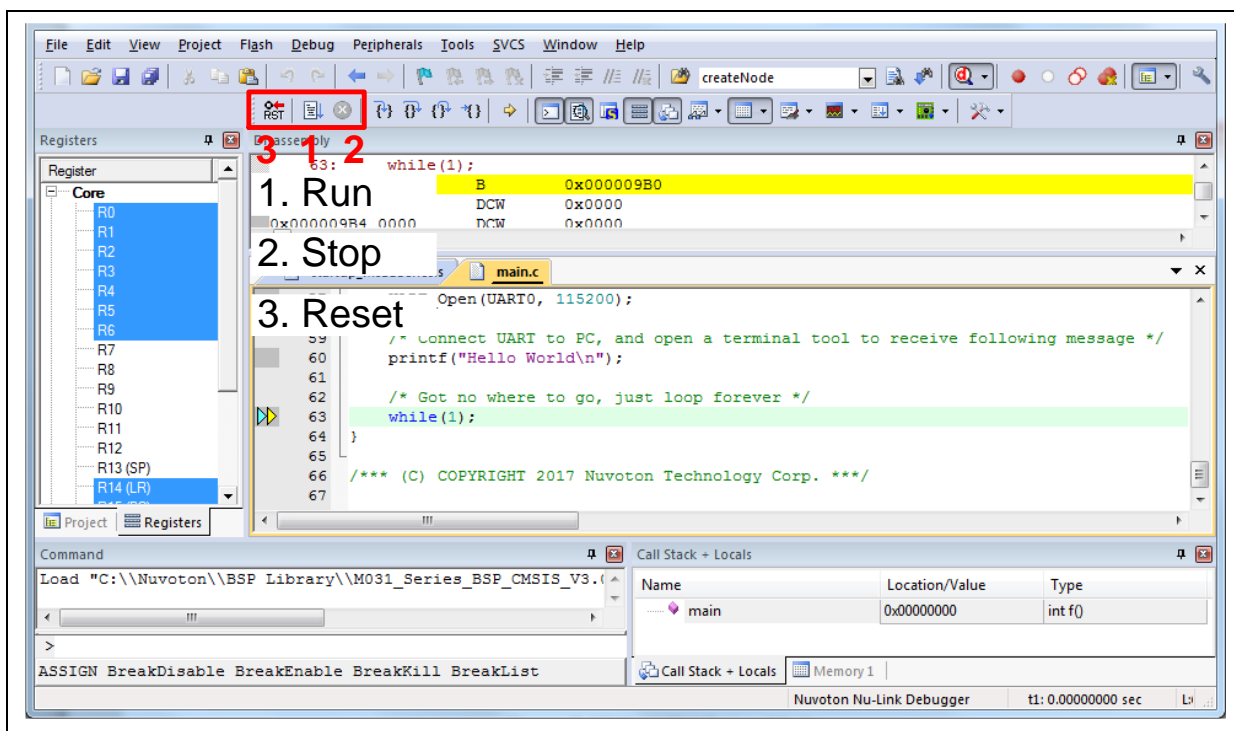 File Edit View Project Flash Debug Peripherals Tools SVCS Window Help
createNode
RST
3 1 2
Registers
Disassembly
Register
63: while(1);
1. Run
B 0x000009B0
DCW 0x0000
0x000009B4 0000 DCW 0x0000
2. Stop
3. Reset
Core
R0
R1
R2
R3
R4
R5
R6
R7
R8
R9
R10
R11
R12
R13 (SP)
R14 (LR)
Project Registers
main.c
Open(UART0, 115200);
59 /* Connect UART to PC, and open a terminal tool to receive following message */
60 printf("Hello World\n");
61
62 /* Got no where to go, just loop forever */
63 while(1);
64 }
65
66 /*** (C) COPYRIGHT 2017 Nuvoton Technology Corp. ***/
67
Command
Load "C:\\Nuvoton\\BSP Library\\M031_Series_BSP_CMSIS_V3.
>
ASSIGN BreakDisable BreakEnable BreakKill BreakList
Call Stack + Locals
Name Location/Value Type
main 0x00000000 int f()
Call Stack + Locals Memory 1
Nuvoton Nu-Link Debugger t1: 0.00000000 sec